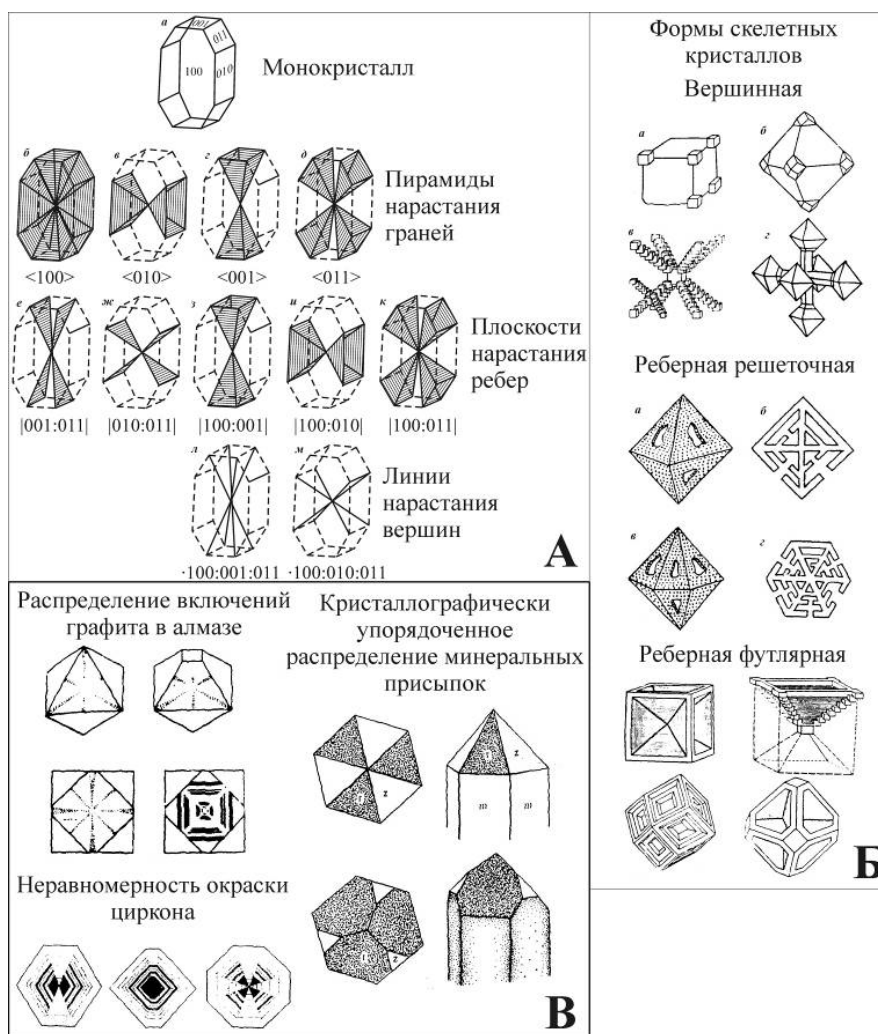 а
001
011
100
010
Монокристалл
б
в
г
д
Пирамиды
нарастания
граней
<100>
<010>
<001>
<011>
е
ж
з
и
к
Плоскости
нарастания
ребер
|001:011|
|010:011|
|100:001|
|100:010|
|100:011|
л
м
Линии
нарастания
вершин
·100:001:011
·100:010:011
А
Формы скелетных
кристаллов
Вершинная
а
б
в
г
Реберная решеточная
а
б
в
г
Реберная футлярная
Б
Распределение включений
графита в алмазе
Неравномерность окраски
циркона
Кристаллографически
упорядоченное
распределение минеральных
присыпок
r
z
r
z
m
m
z
В